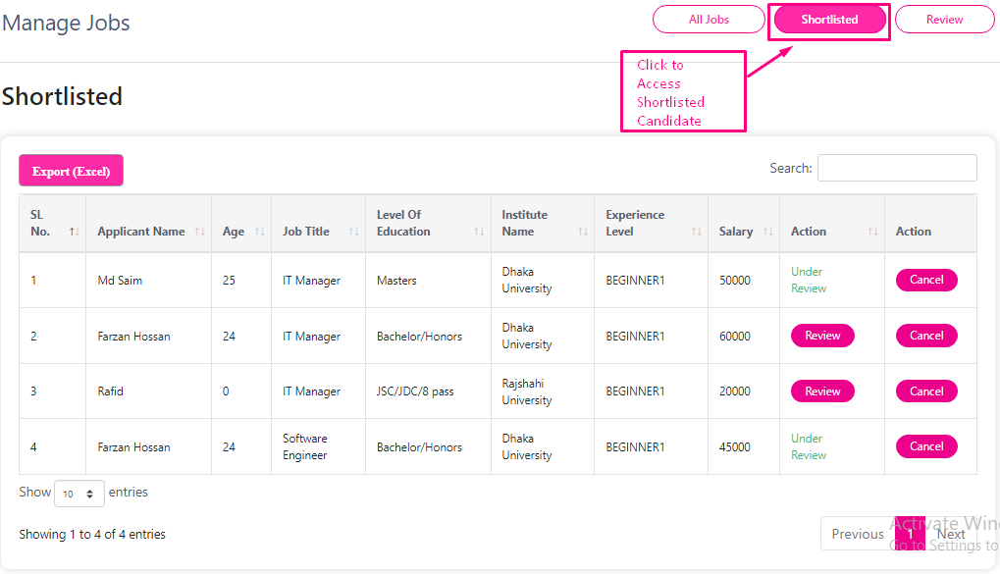 Manage Jobs
All Jobs
Shortlisted
Review
Click to
Access
Shortlisted
Candidate
Shortlisted
Export (Excel)
Search:
SL No. Applicant Name Age Job Title Level Of Education Institute Name Experience Level Salary Action Action
1 Md Saim 25 IT Manager Masters Dhaka University BEGINNER1 50000 Under Review Cancel
2 Farzan Hossan 24 IT Manager Bachelor/Honors Dhaka University BEGINNER1 60000 Review Cancel
3 Rafid 0 IT Manager JSC/JDC/8 pass Rajshahi University BEGINNER1 20000 Review Cancel
4 Farzan Hossan 24 Software Engineer Bachelor/Honors Dhaka University BEGINNER1 45000 Under Review Cancel
Show 10 entries
Showing 1 to 4 of 4 entries
Previous 1 Next
Activate Win
Go to Settings to